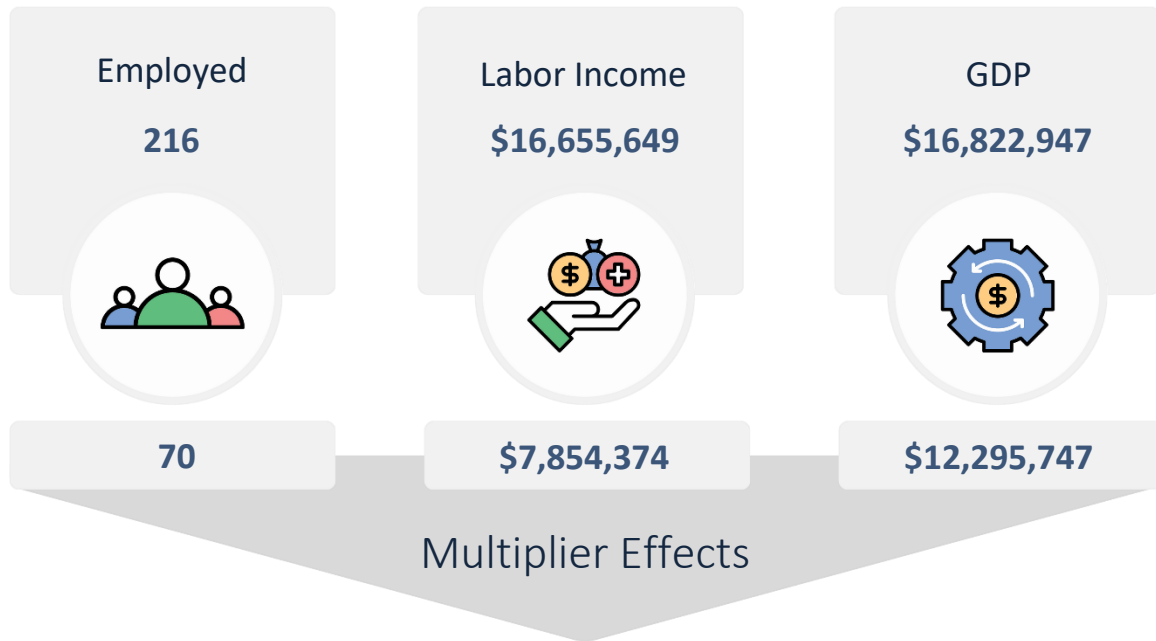 Employed
216
Labor Income
$16,655,649
GDP
$16,822,947
$
$
70
$7,854,374
$12,295,747
Multiplier Effects